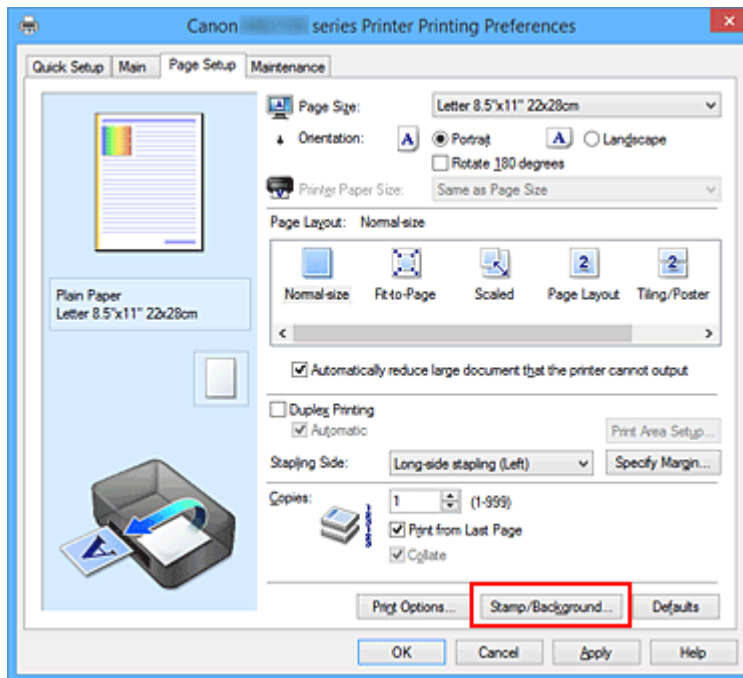 Canon series Printer Printing Preferences
Quick Setup Main Page Setup Maintenance
Page Size: Letter 8.5"x11" 22x28cm
Orientation: A Portrait A Landscape
Rotate 180 degrees
Printer Paper Size: Same as Page Size
Page Layout: Normal-size
2 2
Normal-size Fit-to-Page Scaled Page Layout Tiling/Poster
Plain Paper
Letter 8.5"x11" 22x28cm
Automatically reduce large document that the printer cannot output
Duplex Printing
Automatic
Print Area Setup...
Stapling Side: Long-side stapling (Left) Specify Margin...
Copies: 1 (1-999)
Print from Last Page
Collate
A
Print Options... Stamp/Background... Defaults
OK Cancel Apply Help